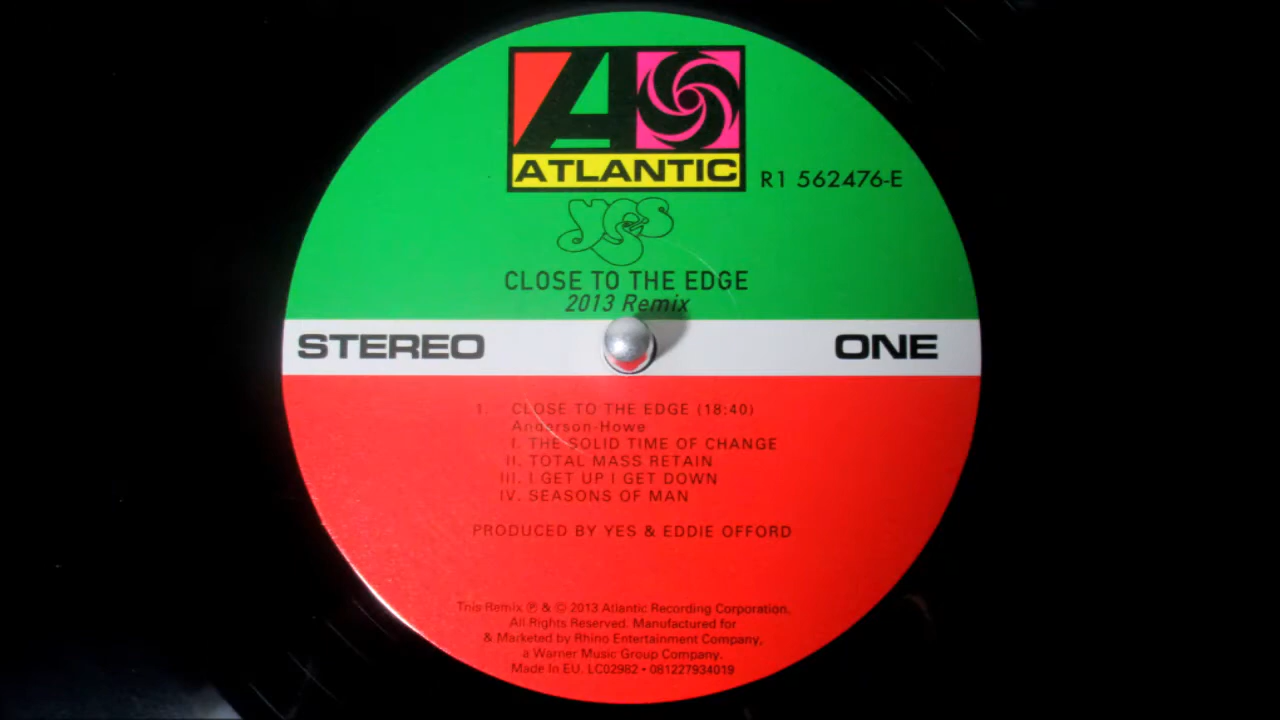 ATLANTIC
R1 562476-E
yes
CLOSE TO THE EDGE
2013 Remix
STEREO
ONE
1. CLOSE TO THE EDGE (18:40)
Anderson-Howe
I. THE SOLID TIME OF CHANGE
II. TOTAL MASS RETAIN
III. I GET UP I GET DOWN
IV. SEASONS OF MAN
PRODUCED BY YES & EDDIE OFFORD
This Remix ℗ & © 2013 Atlantic Recording Corporation.
All Rights Reserved. Manufactured for
& Marketed by Rhino Entertainment Company,
a Warner Music Group Company.
Made In EU. LC02982 • 081227934019